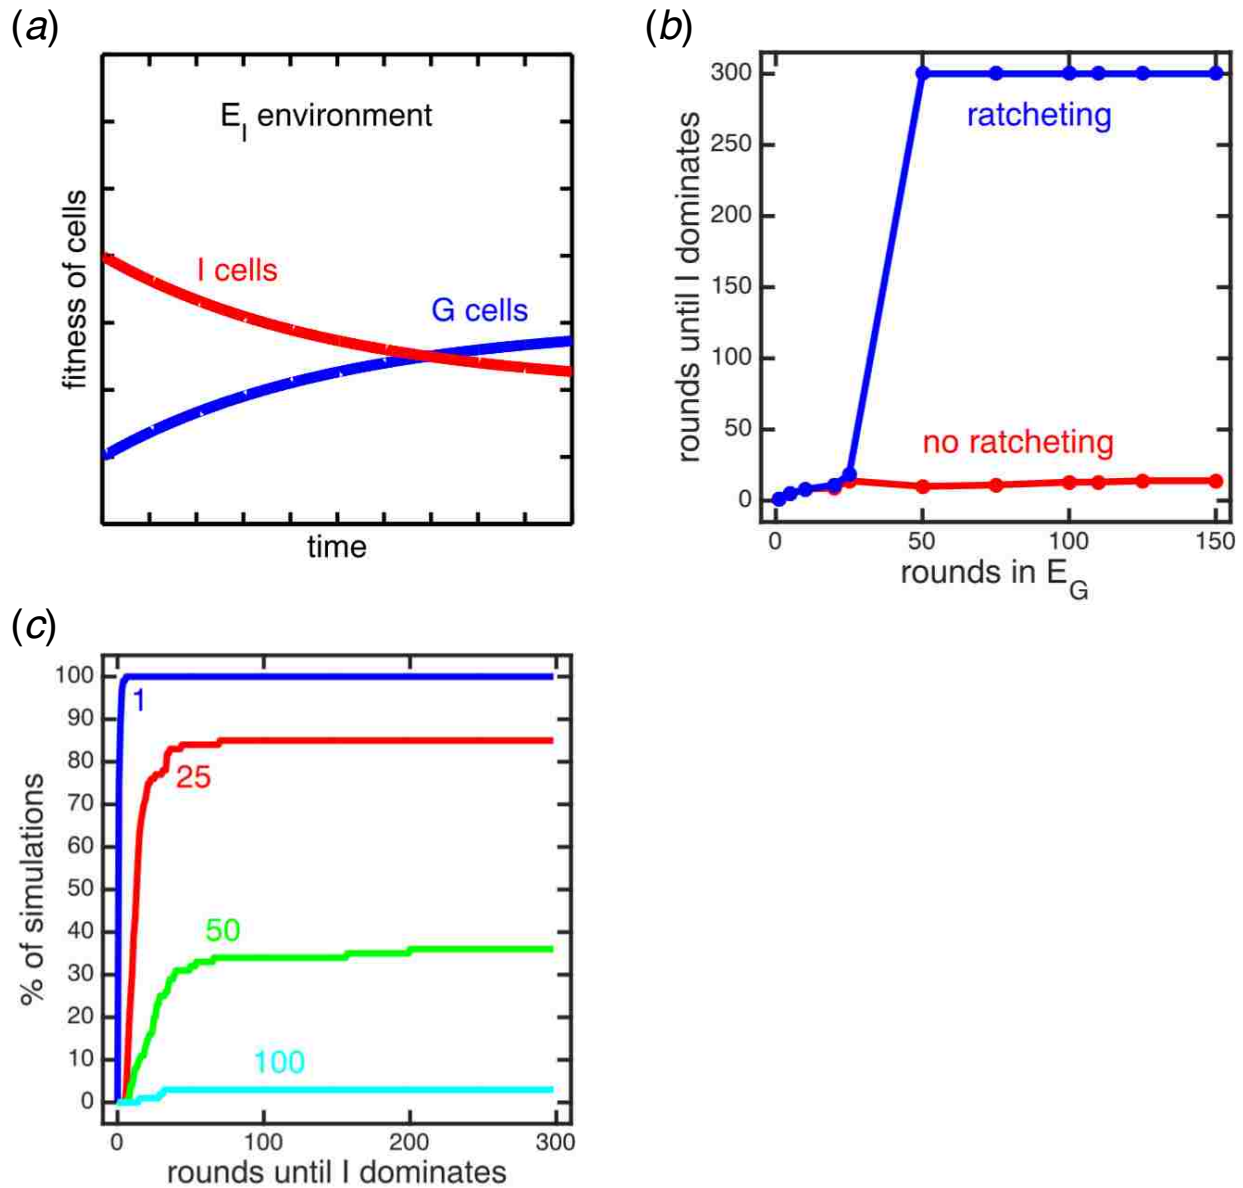 (a)
E_I environment
I cells
G cells
fitness of cells
time
(b)
300
250
200
150
100
50
0
ratcheting
no ratcheting
rounds until I dominates
0 50 100 150
rounds in E_G
(c)
100
90
80
70
60
50
40
30
20
10
0
1
25
50
100
% of simulations
0 100 200 300
rounds until I dominates